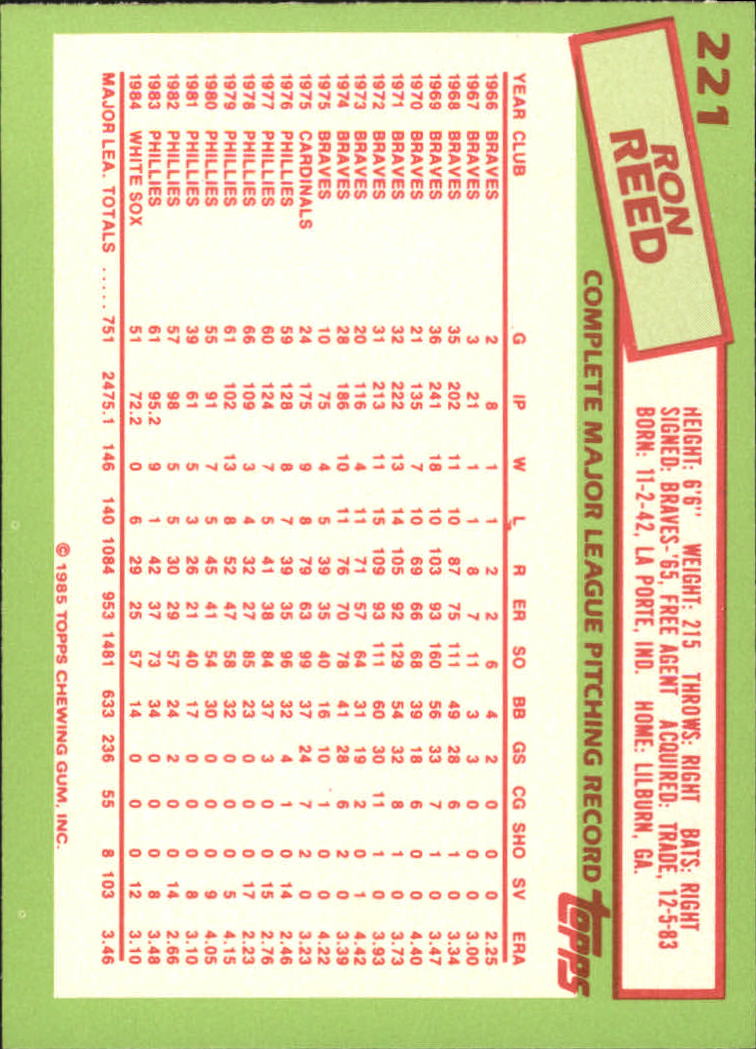 221
RON
REED
HEIGHT: 6'6" WEIGHT: 215 THROWS: RIGHT BATS: RIGHT
SIGNED: BRAVES-'65, FREE AGENT ACQUIRED: TRADE, 12-5-83
BORN: 11-2-42, LA PORTE, IND. HOME: LILBURN, GA.
COMPLETE MAJOR LEAGUE PITCHING RECORD topps
YEAR CLUB G IP W L R ER SO BB GS CG SHO SV ERA
1966 BRAVES 2 8 1 1 2 2 6 4 2 0 0 0 2.25
1967 BRAVES 3 21 1 1 8 7 11 3 3 0 0 0 3.00
1968 BRAVES 35 202 11 10 87 75 111 49 28 6 1 0 3.34
1969 BRAVES 36 241 18 10 103 93 160 56 33 7 1 0 3.47
1970 BRAVES 21 135 7 10 69 66 68 39 18 6 0 0 4.40
1971 BRAVES 32 222 13 14 105 92 129 54 32 8 1 0 3.73
1972 BRAVES 31 213 11 15 109 93 111 60 30 11 1 0 3.93
1973 BRAVES 20 116 4 11 71 57 64 31 19 2 0 1 4.42
1974 BRAVES 28 186 10 11 76 70 78 41 28 6 2 0 3.39
1975 BRAVES 10 75 4 5 39 35 40 16 10 1 0 0 4.22
1975 CARDINALS 24 175 9 8 79 63 99 37 24 7 2 0 3.23
1976 PHILLIES 59 128 8 7 39 35 96 32 4 1 0 14 2.46
1977 PHILLIES 60 124 7 5 41 38 84 37 3 0 0 15 2.76
1978 PHILLIES 66 109 3 4 32 27 85 23 0 0 0 17 2.23
1979 PHILLIES 61 102 13 8 52 47 58 32 0 0 0 5 4.15
1980 PHILLIES 55 91 7 5 45 41 54 30 0 0 0 9 4.05
1981 PHILLIES 39 61 5 3 26 21 40 17 0 0 0 8 3.10
1982 PHILLIES 57 98 5 5 30 29 57 24 2 0 0 14 2.66
1983 PHILLIES 61 95.2 9 1 42 37 73 34 0 0 0 8 3.48
1984 WHITE SOX 51 72.2 0 6 29 25 57 14 0 0 0 12 3.10
MAJOR LEA. TOTALS ..... 751 2475.1 146 140 1084 953 1481 633 236 55 8 103 3.46
© 1985 TOPPS CHEWING GUM, INC.